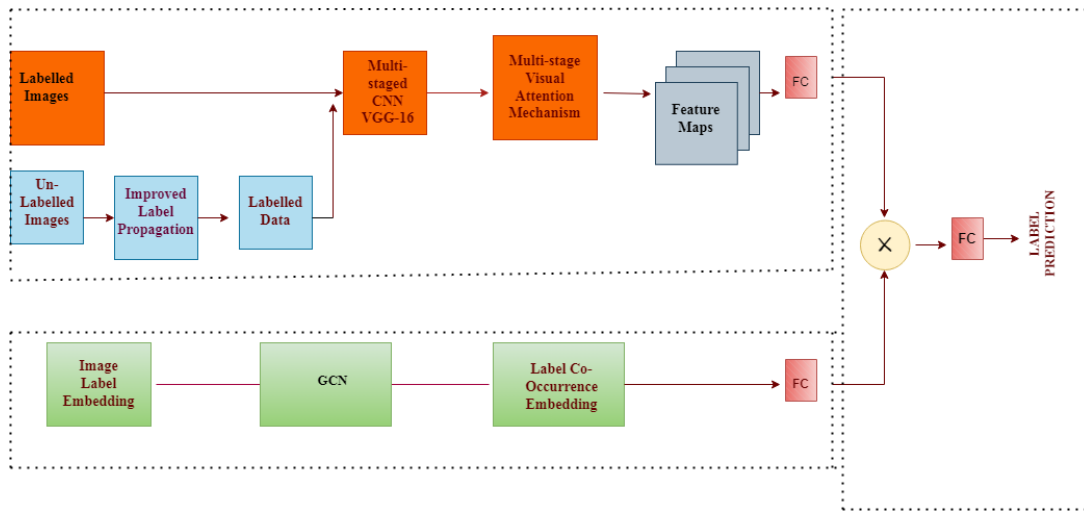 Labelled
Images
Multi-
staged
CNN
VGG-16
Multi-stage
Visual
Attention
Mechanism
Feature
Maps
FC
Un-
Labelled
Images
Improved
Label
Propagation
Labelled
Data
X
FC
LABEL
PREDICTION
Image
Label
Embedding
GCN
Label Co-
Occurrence
Embedding
FC